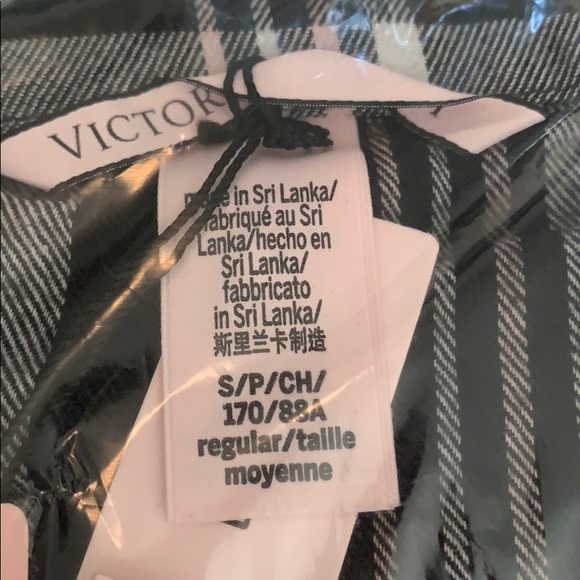 VICTOR
made in Sri Lanka/
fabriqué au Sri
Lanka/hecho en
Sri Lanka/
fabbricato
in Sri Lanka/
斯里兰卡制造
S/P/CH/
170/88A
regular/taille
moyenne